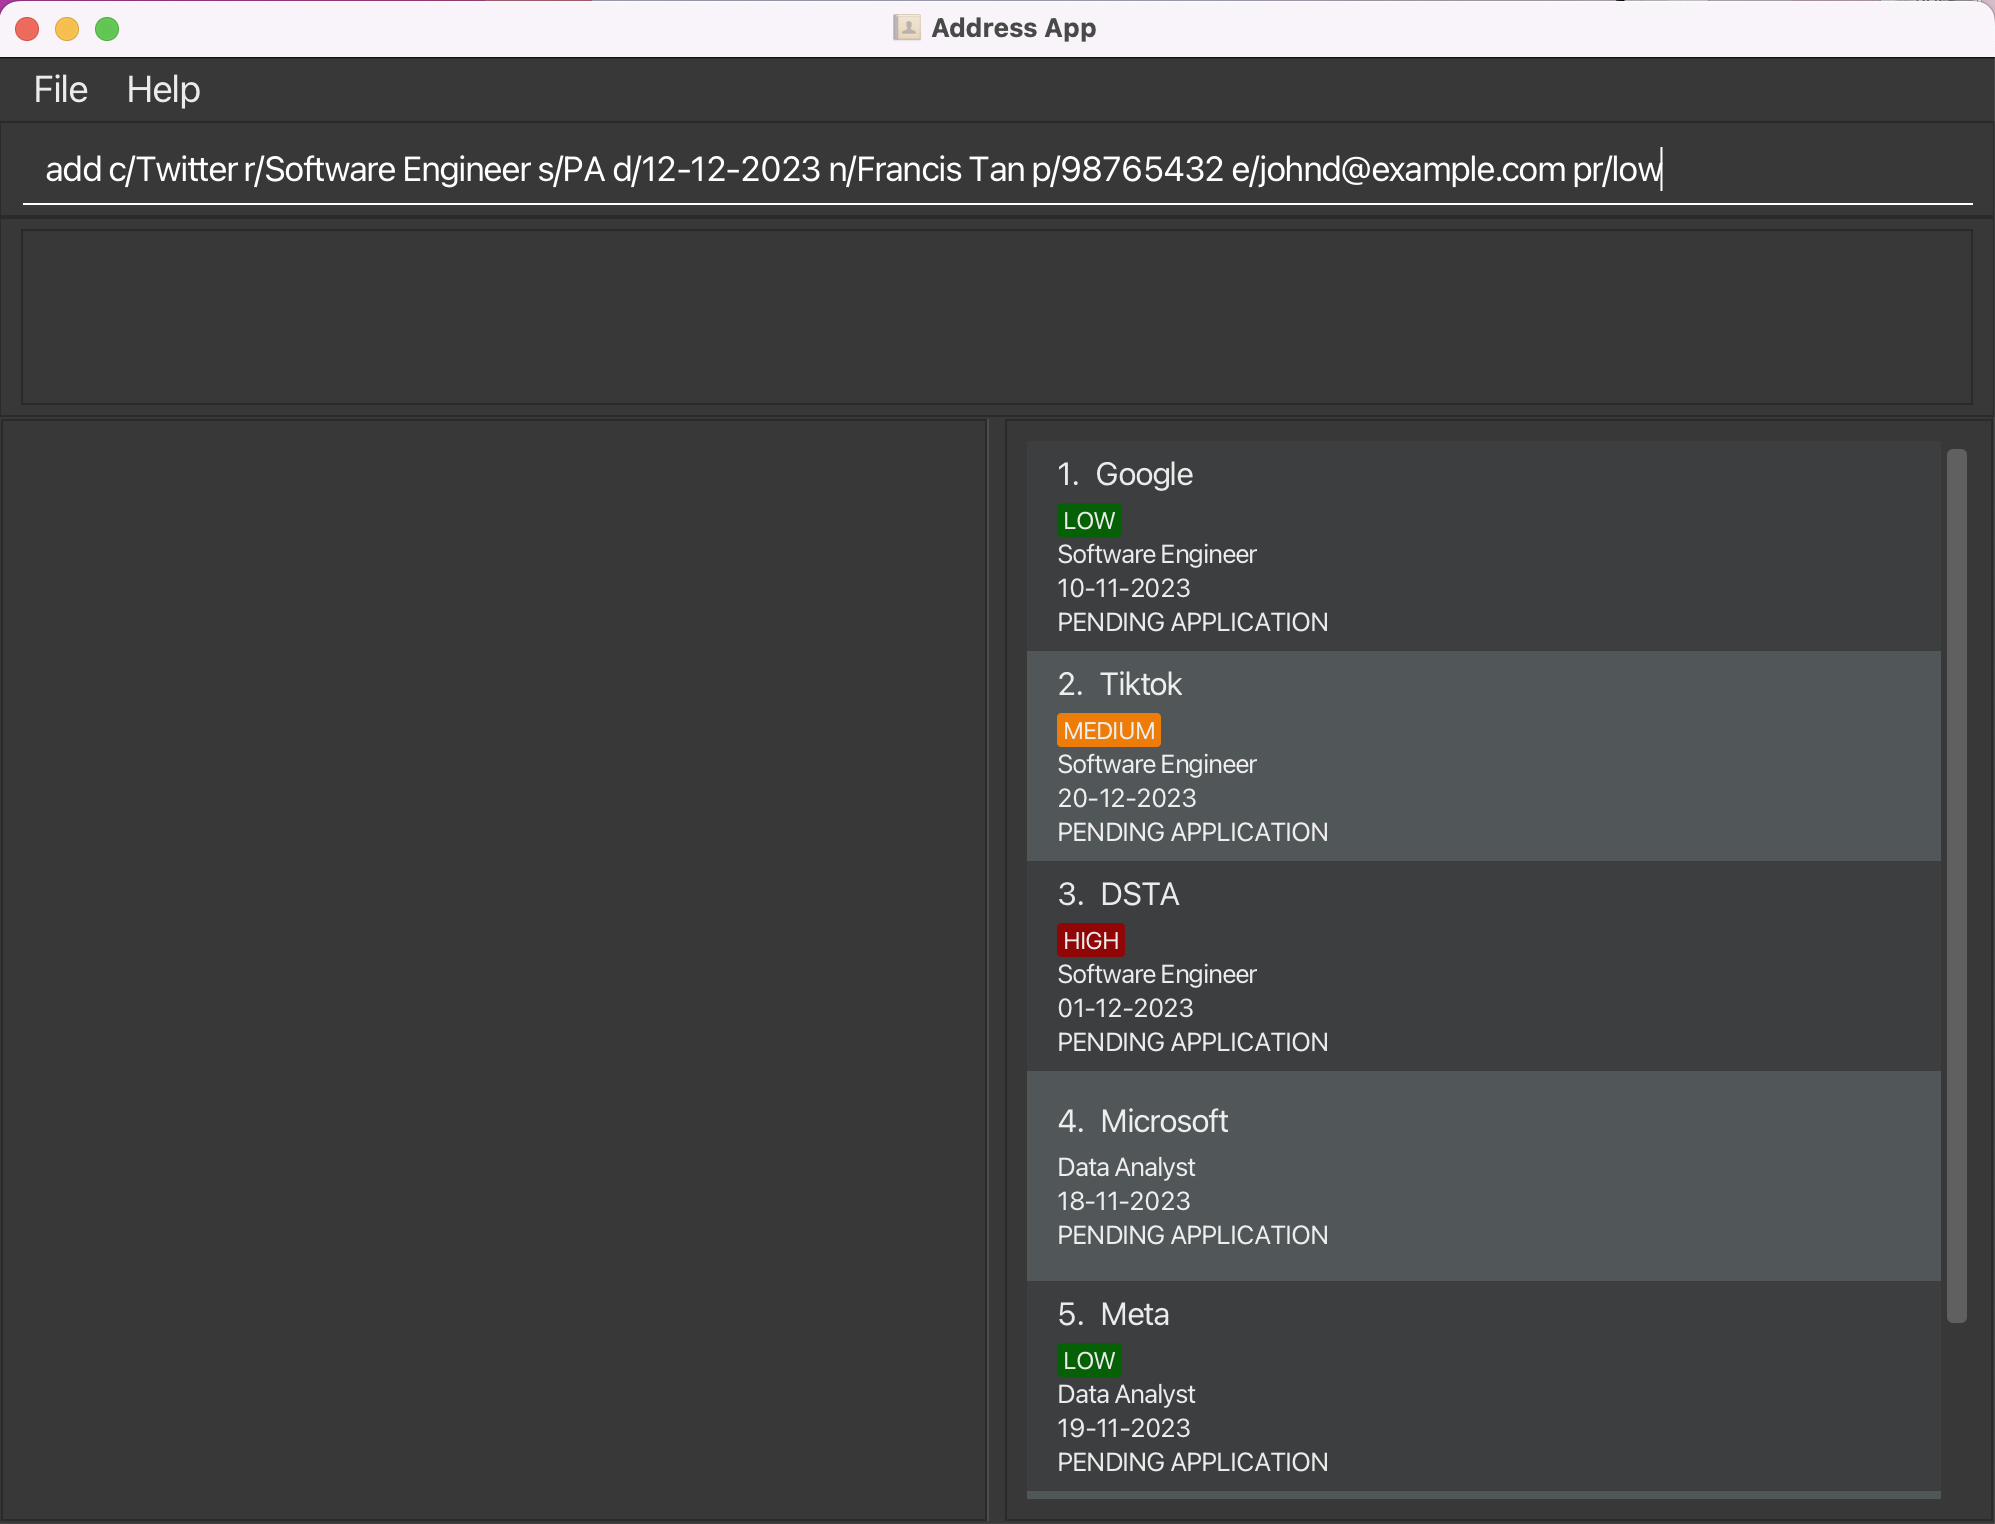 Address App
File Help
add c/Twitter r/Software Engineer s/PA d/12-12-2023 n/Francis Tan p/98765432 e/johnd@example.com pr/low
1. Google
LOW
Software Engineer
10-11-2023
PENDING APPLICATION
2. Tiktok
MEDIUM
Software Engineer
20-12-2023
PENDING APPLICATION
3. DSTA
HIGH
Software Engineer
01-12-2023
PENDING APPLICATION
4. Microsoft
Data Analyst
18-11-2023
PENDING APPLICATION
5. Meta
LOW
Data Analyst
19-11-2023
PENDING APPLICATION